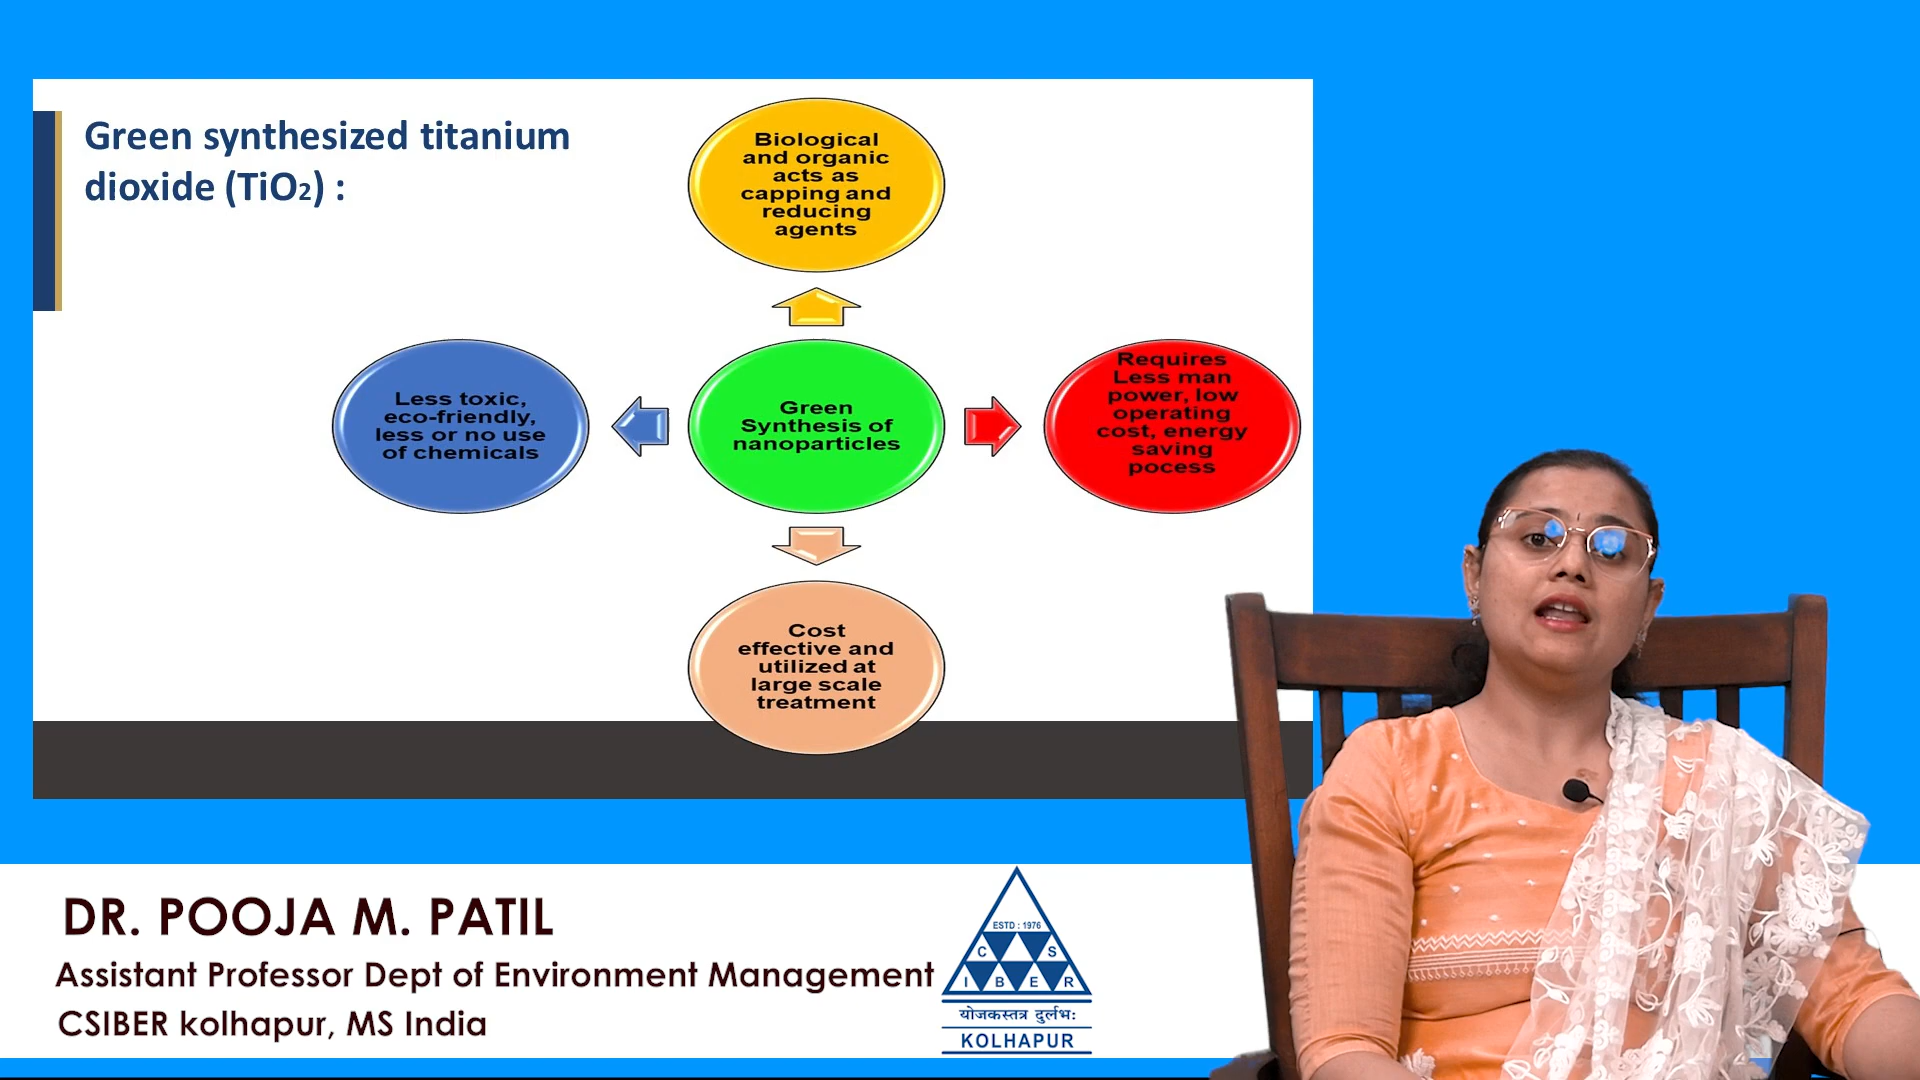 Green synthesized titanium
dioxide (TiO₂) :
Biological
and organic
acts as
capping and
reducing
agents
Less toxic,
eco-friendly,
less or no use
of chemicals
Green
Synthesis of
nanoparticles
Requires
Less man
power, low
operating
cost, energy
saving
pocess
Cost
effective and
utilized at
large scale
treatment
DR. POOJA M. PATIL
Assistant Professor Dept of Environment Management
CSIBER kolhapur, MS India
ESTD : 1976
C S
I B E R
योजकस्तत्र दुर्लभः
KOLHAPUR